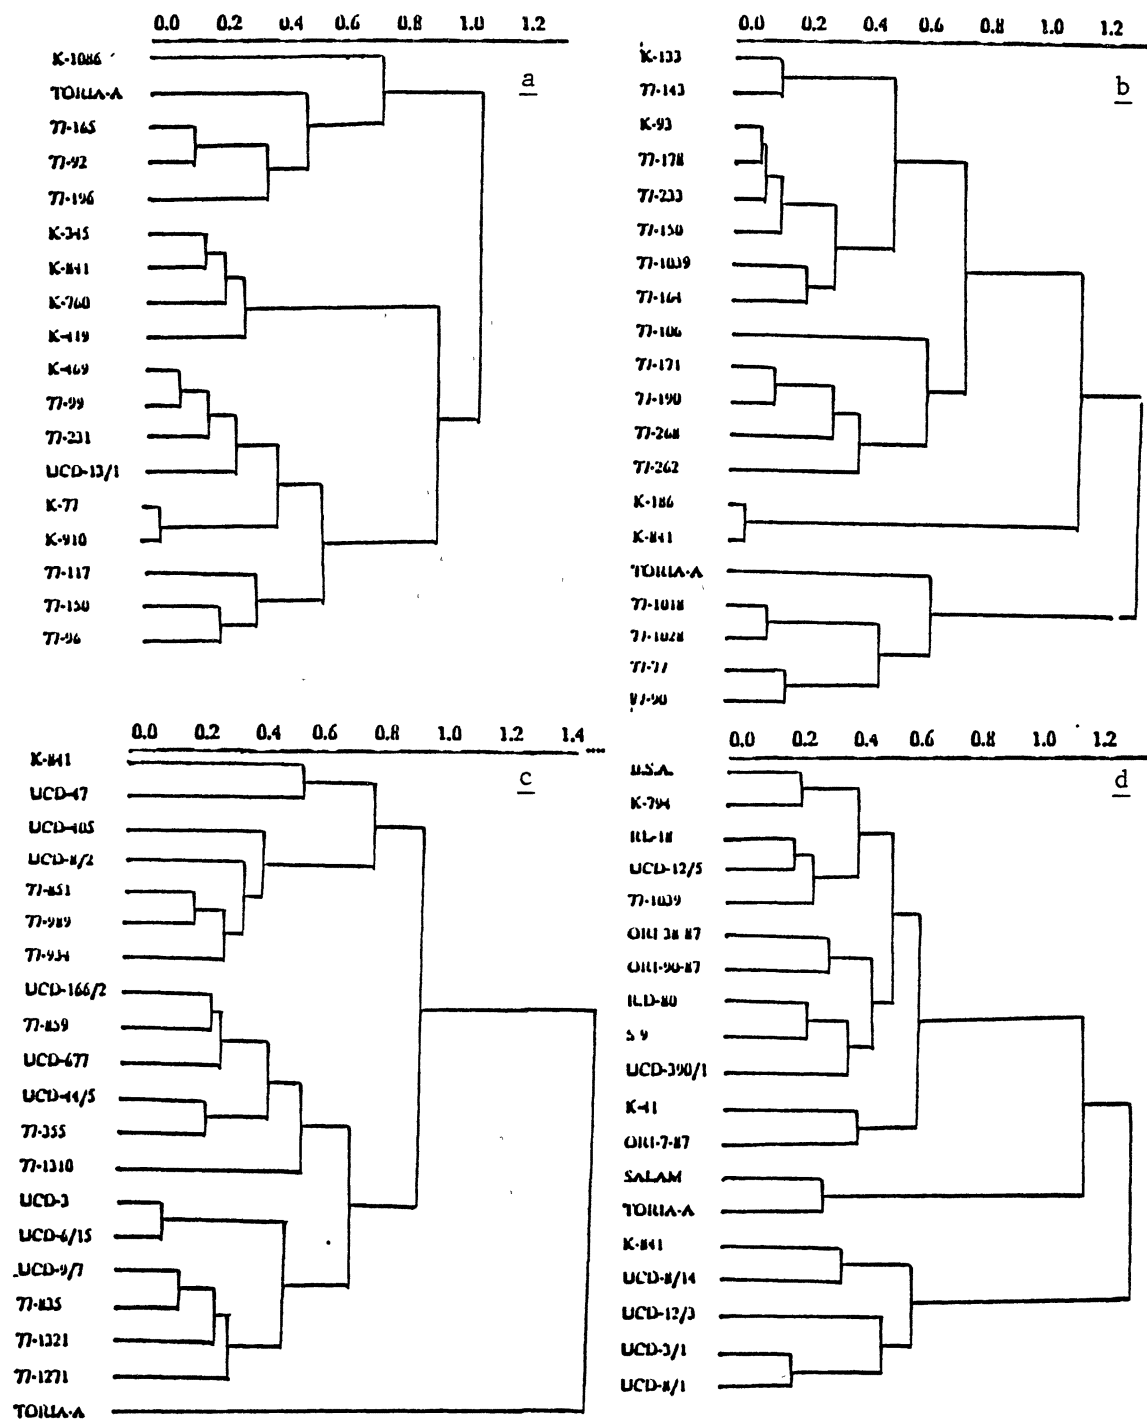 0.0 0.2 0.4 0.6 0.8 1.0 1.2
a
K-1086
TORIA-A
77-165
77-92
77-196
K-345
K-841
K-760
K-419
K-469
77-99
77-231
UCD-13/1
K-77
K-910
77-117
77-150
77-96
0.0 0.2 0.4 0.6 0.8 1.0 1.2
b
K-133
77-143
K-93
77-178
77-233
77-150
77-1039
77-164
77-106
77-171
77-190
77-268
77-262
K-186
K-841
TORIA-A
77-1018
77-1028
77-77
77-90
0.0 0.2 0.4 0.6 0.8 1.0 1.2 1.4
c
K-841
UCD-47
UCD-405
UCD-8/2
77-851
77-989
77-934
UCD-166/2
77-859
UCD-677
UCD-44/5
77-355
77-1310
UCD-3
UCD-6/15
UCD-9/7
77-835
77-1321
77-1271
TORIA-A
0.0 0.2 0.4 0.6 0.8 1.0 1.2
d
K-794
RL-18
UCD-12/5
77-1039
ORI-38-87
ORI-90-87
S-9
UCD-390/1
K-41
ORI-7-87
SALAM
TORIA-A
K-841
UCD-8/14
UCD-12/3
UCD-3/1
UCD-8/1